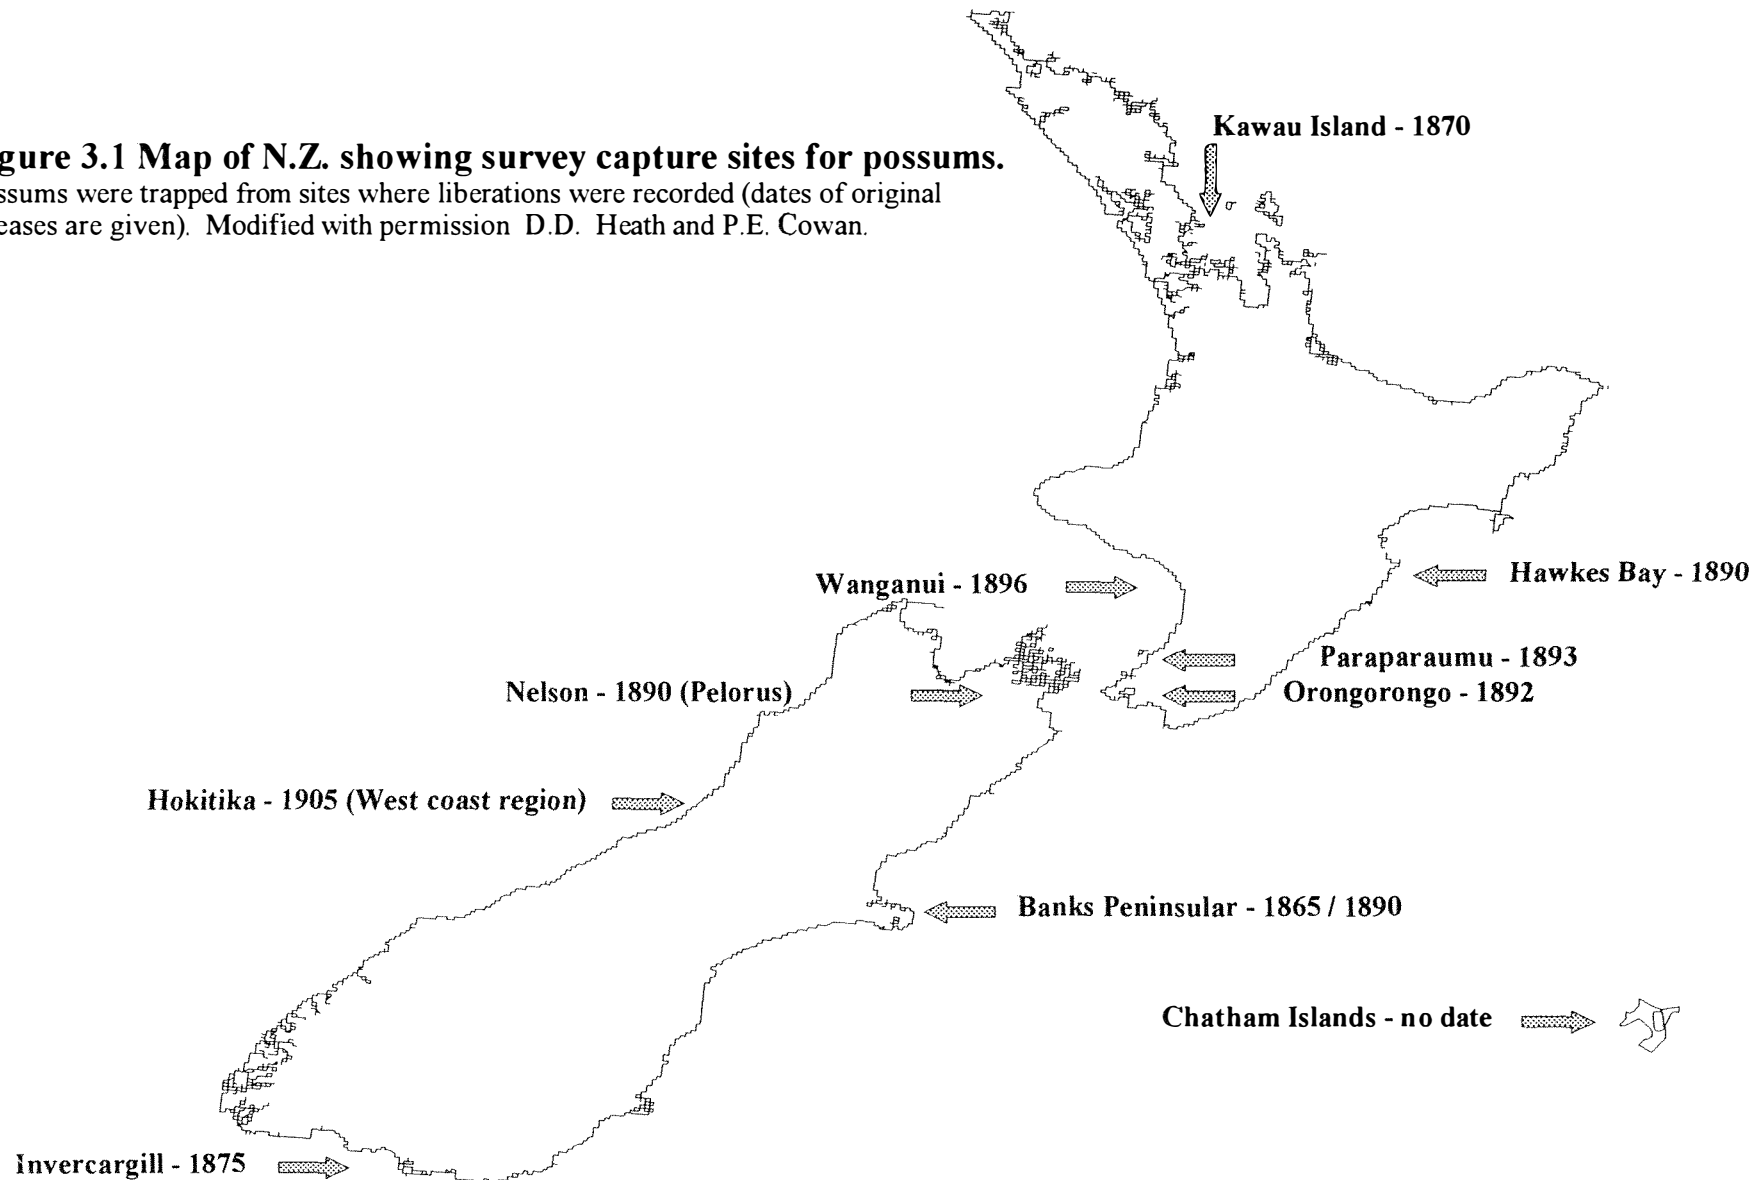 gure 3.1 Map of N.Z. showing survey capture sites for possums.
ssums were trapped from sites where liberations were recorded (dates of original
eases are given). Modified with permission D.D. Heath and P.E. Cowan.
Kawau Island - 1870
Wanganui - 1896
Hawkes Bay - 1890
Paraparaumu - 1893
Nelson - 1890 (Pelorus)
Orongorongo - 1892
Hokitika - 1905 (West coast region)
Banks Peninsular - 1865 / 1890
Chatham Islands - no date
Invercargill - 1875